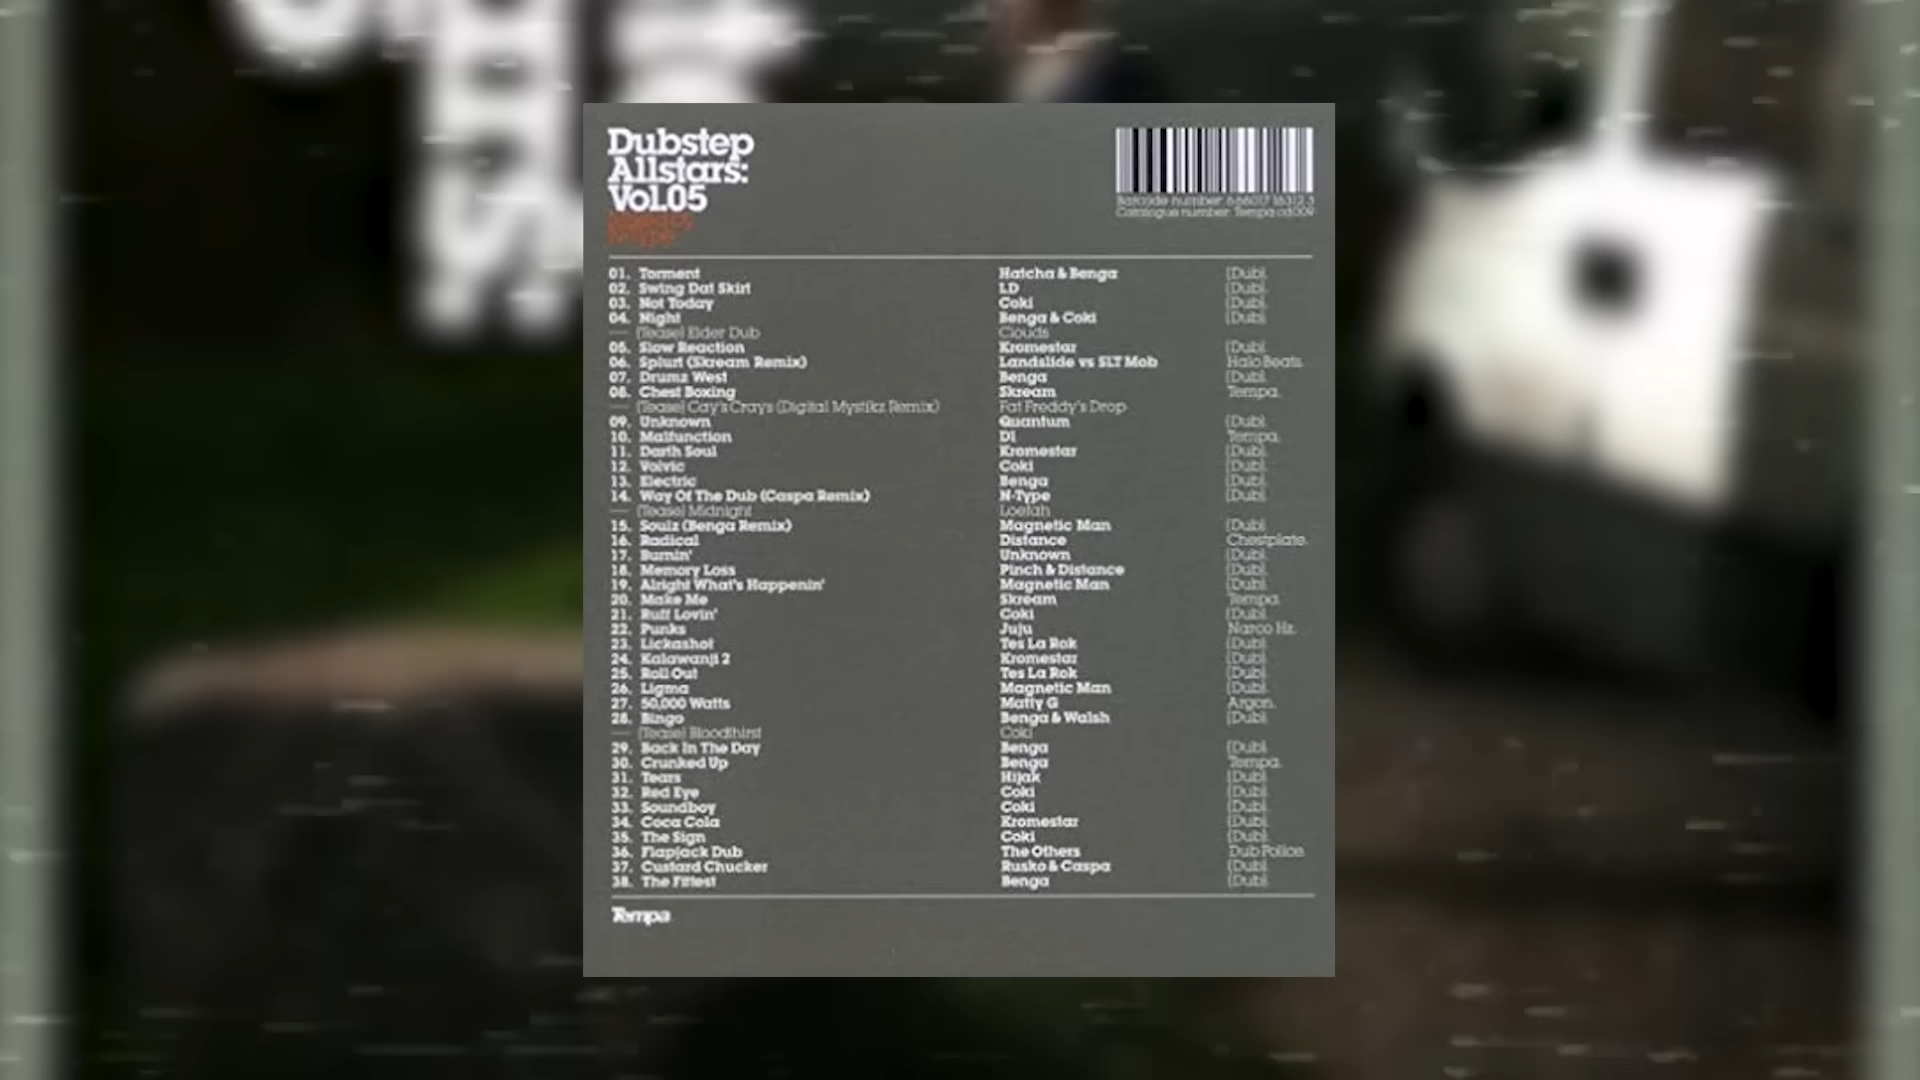 Dubstep
Allstars:
Vol.05
Barcode number: 6 66017 16312 3
Catalogue number: Tempa cd009
01. Torment Hatcha & Benga (Dub).
02. Swing Dat Skirt LD (Dub).
03. Not Today Coki (Dub).
04. Night Benga & Coki (Dub).
— (Tease) Elder Dub Clouds
05. Slow Reaction Kromestar (Dub).
06. Splurt (Skream Remix) Landslide vs SLT Mob Halo Beats.
07. Drumz West Benga (Dub).
08. Chest Boxing Skream Tempa.
— (Tease) Cay's Crays (Digital Mystikz Remix) Fat Freddy's Drop
09. Unknown Quantum (Dub).
10. Malfunction D1 Tempa.
11. Darth Soul Kromestar (Dub).
12. Volvic Coki (Dub).
13. Electric Benga (Dub).
14. Way Of The Dub (Caspa Remix) N-Type (Dub).
— (Tease) Midnight Loefah
15. Soulz (Benga Remix) Magnetic Man (Dub).
16. Radical Distance Chestplate.
17. Burnin' Unknown (Dub).
18. Memory Loss Pinch & Distance (Dub).
19. Alright What's Happenin' Magnetic Man (Dub).
20. Make Me Skream Tempa.
21. Ruff Lovin' Coki (Dub).
22. Punks Juju Narco Hz.
23. Lickashot Tes La Rok (Dub).
24. Kalawanji 2 Kromestar (Dub).
25. Roll Out Tes La Rok (Dub).
26. Ligma Magnetic Man (Dub).
27. 50,000 Watts Matty G Argon.
28. Bingo Benga & Walsh (Dub).
— (Tease) Bloodthirst Coki
29. Back In The Day Benga (Dub).
30. Crunked Up Benga Tempa.
31. Tears Hijak (Dub).
32. Red Eye Coki (Dub).
33. Soundboy Coki (Dub).
34. Coca Cola Kromestar (Dub).
35. The Sign Coki (Dub).
36. Flapjack Dub The Others Dub Police.
37. Custard Chucker Rusko & Caspa (Dub).
38. The Fittest Benga (Dub).
Tempa